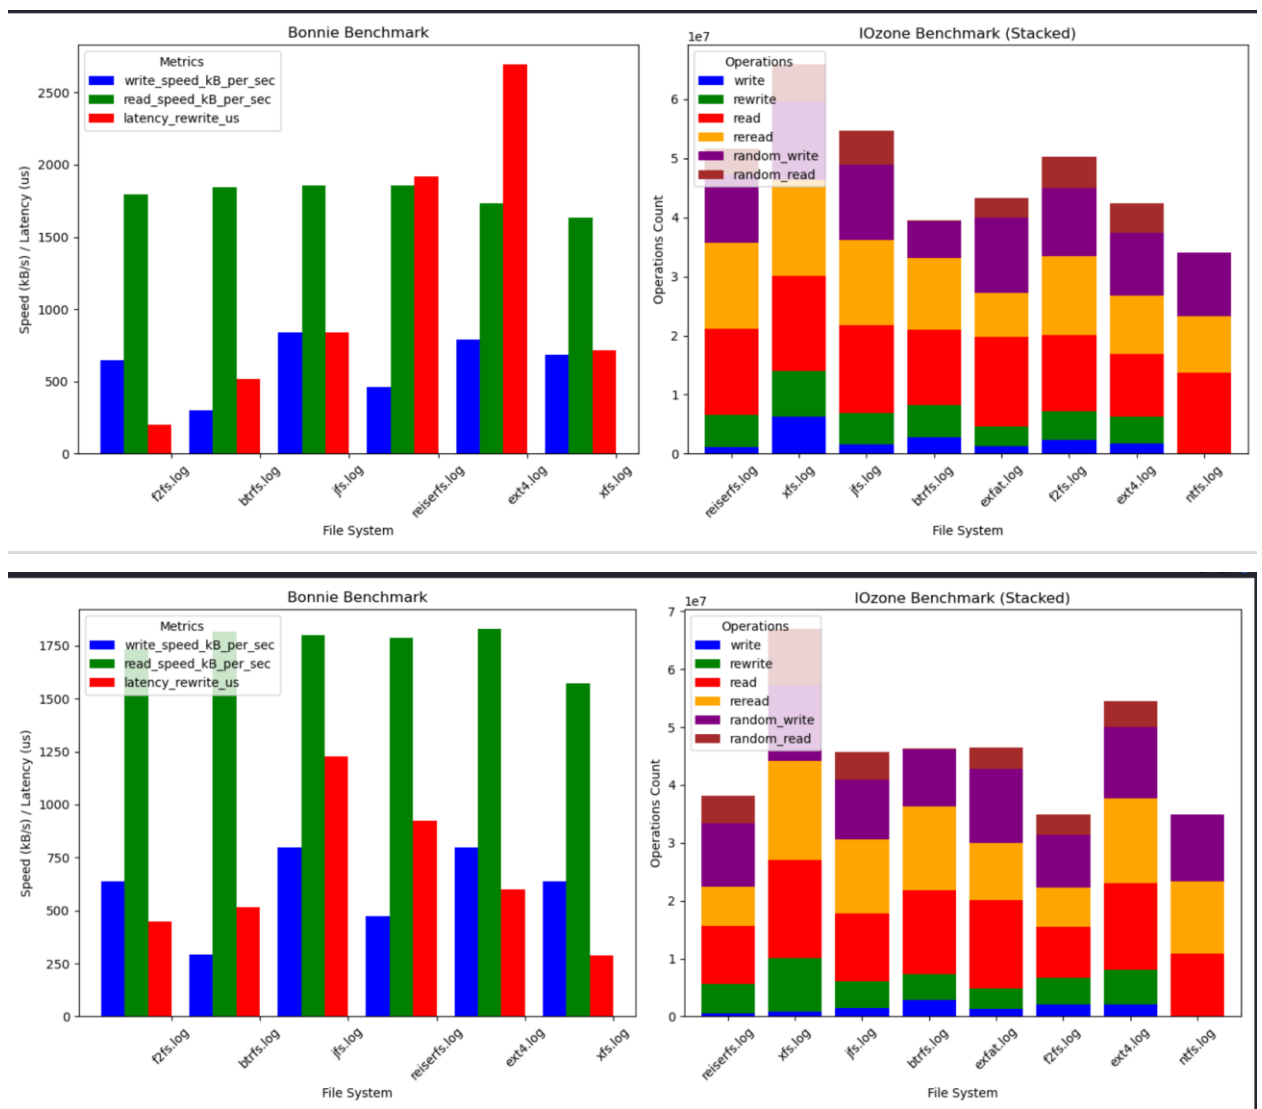 Bonnie Benchmark
Metrics
write_speed_kB_per_sec
read_speed_kB_per_sec
latency_rewrite_us
Speed (kB/s) / Latency (us)
2500
2000
1500
1000
500
0
f2fs.log
btrfs.log
jfs.log
reiserfs.log
ext4.log
xfs.log
File System
IOzone Benchmark (Stacked)
1e7
Operations
write
rewrite
read
reread
random_write
random_read
Operations Count
6
5
4
3
2
1
0
reiserfs.log
xfs.log
jfs.log
btrfs.log
exfat.log
f2fs.log
ext4.log
ntfs.log
File System
Bonnie Benchmark
Metrics
write_speed_kB_per_sec
read_speed_kB_per_sec
latency_rewrite_us
Speed (kB/s) / Latency (us)
1750
1500
1250
1000
750
500
250
0
f2fs.log
btrfs.log
jfs.log
reiserfs.log
ext4.log
xfs.log
File System
IOzone Benchmark (Stacked)
1e7
Operations
write
rewrite
read
reread
random_write
random_read
Operations Count
7
6
5
4
3
2
1
0
reiserfs.log
xfs.log
jfs.log
btrfs.log
exfat.log
f2fs.log
ext4.log
ntfs.log
File System